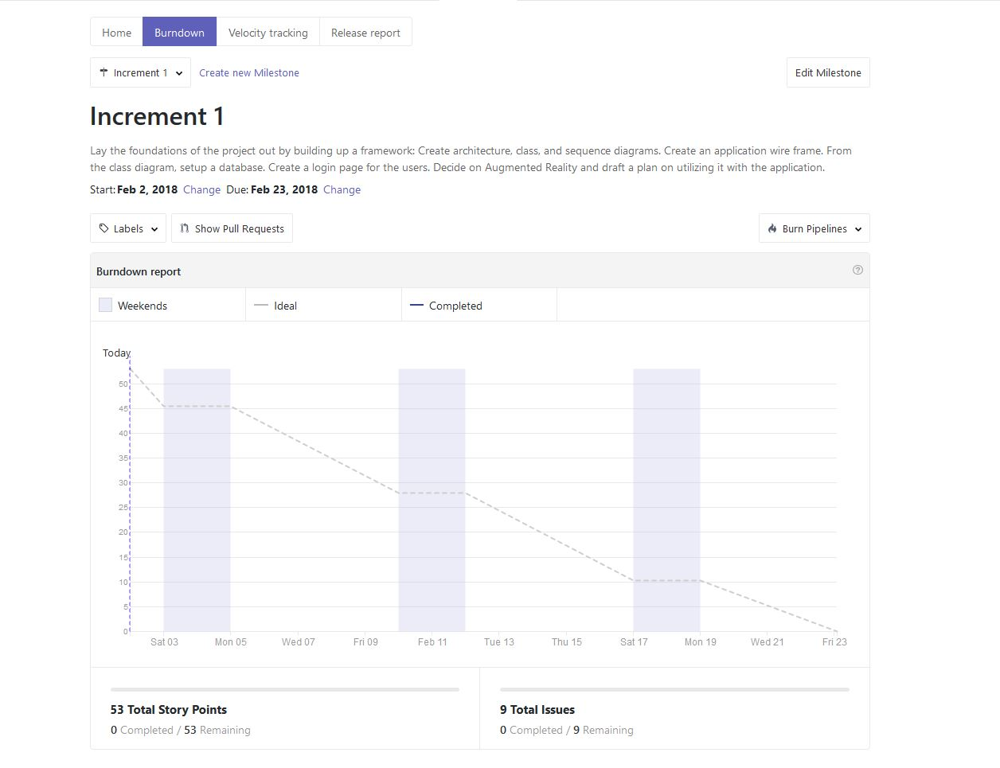 Home Burndown Velocity tracking Release report
Increment 1 Create new Milestone Edit Milestone
Increment 1
Lay the foundations of the project out by building up a framework: Create architecture, class, and sequence diagrams. Create an application wire frame. From
the class diagram, setup a database. Create a login page for the users. Decide on Augmented Reality and draft a plan on utilizing it with the application.
Start: Feb 2, 2018 Change Due: Feb 23, 2018 Change
Labels Show Pull Requests Burn Pipelines
Burndown report
Weekends Ideal Completed
Today
50
45
40
35
30
25
20
15
10
5
0
Sat 03 Mon 05 Wed 07 Fri 09 Feb 11 Tue 13 Thu 15 Sat 17 Mon 19 Wed 21 Fri 23
53 Total Story Points 9 Total Issues
0 Completed / 53 Remaining 0 Completed / 9 Remaining